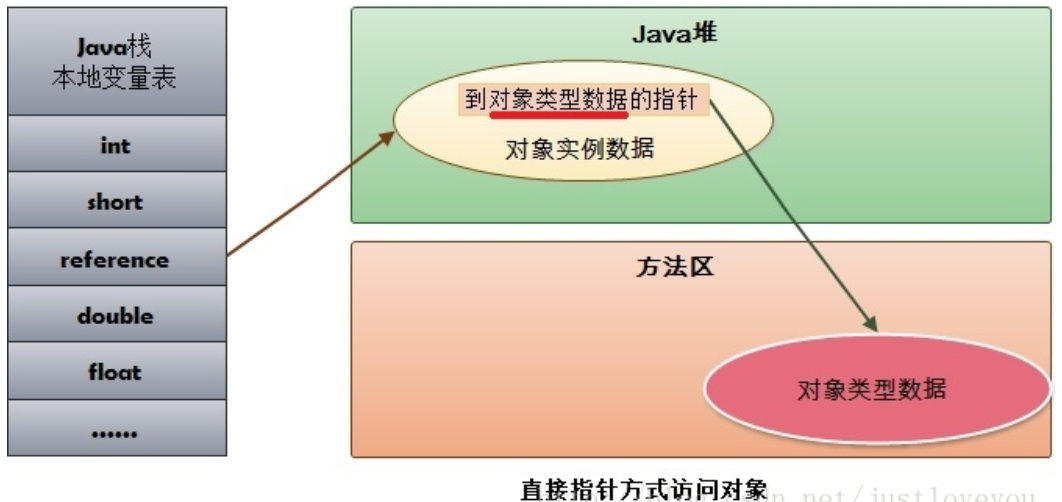 Java栈
本地变量表
int
short
reference
double
float
......
Java堆
到对象类型数据的指针
对象实例数据
方法区
对象类型数据
直接指针方式访问对象
net/justloveyou